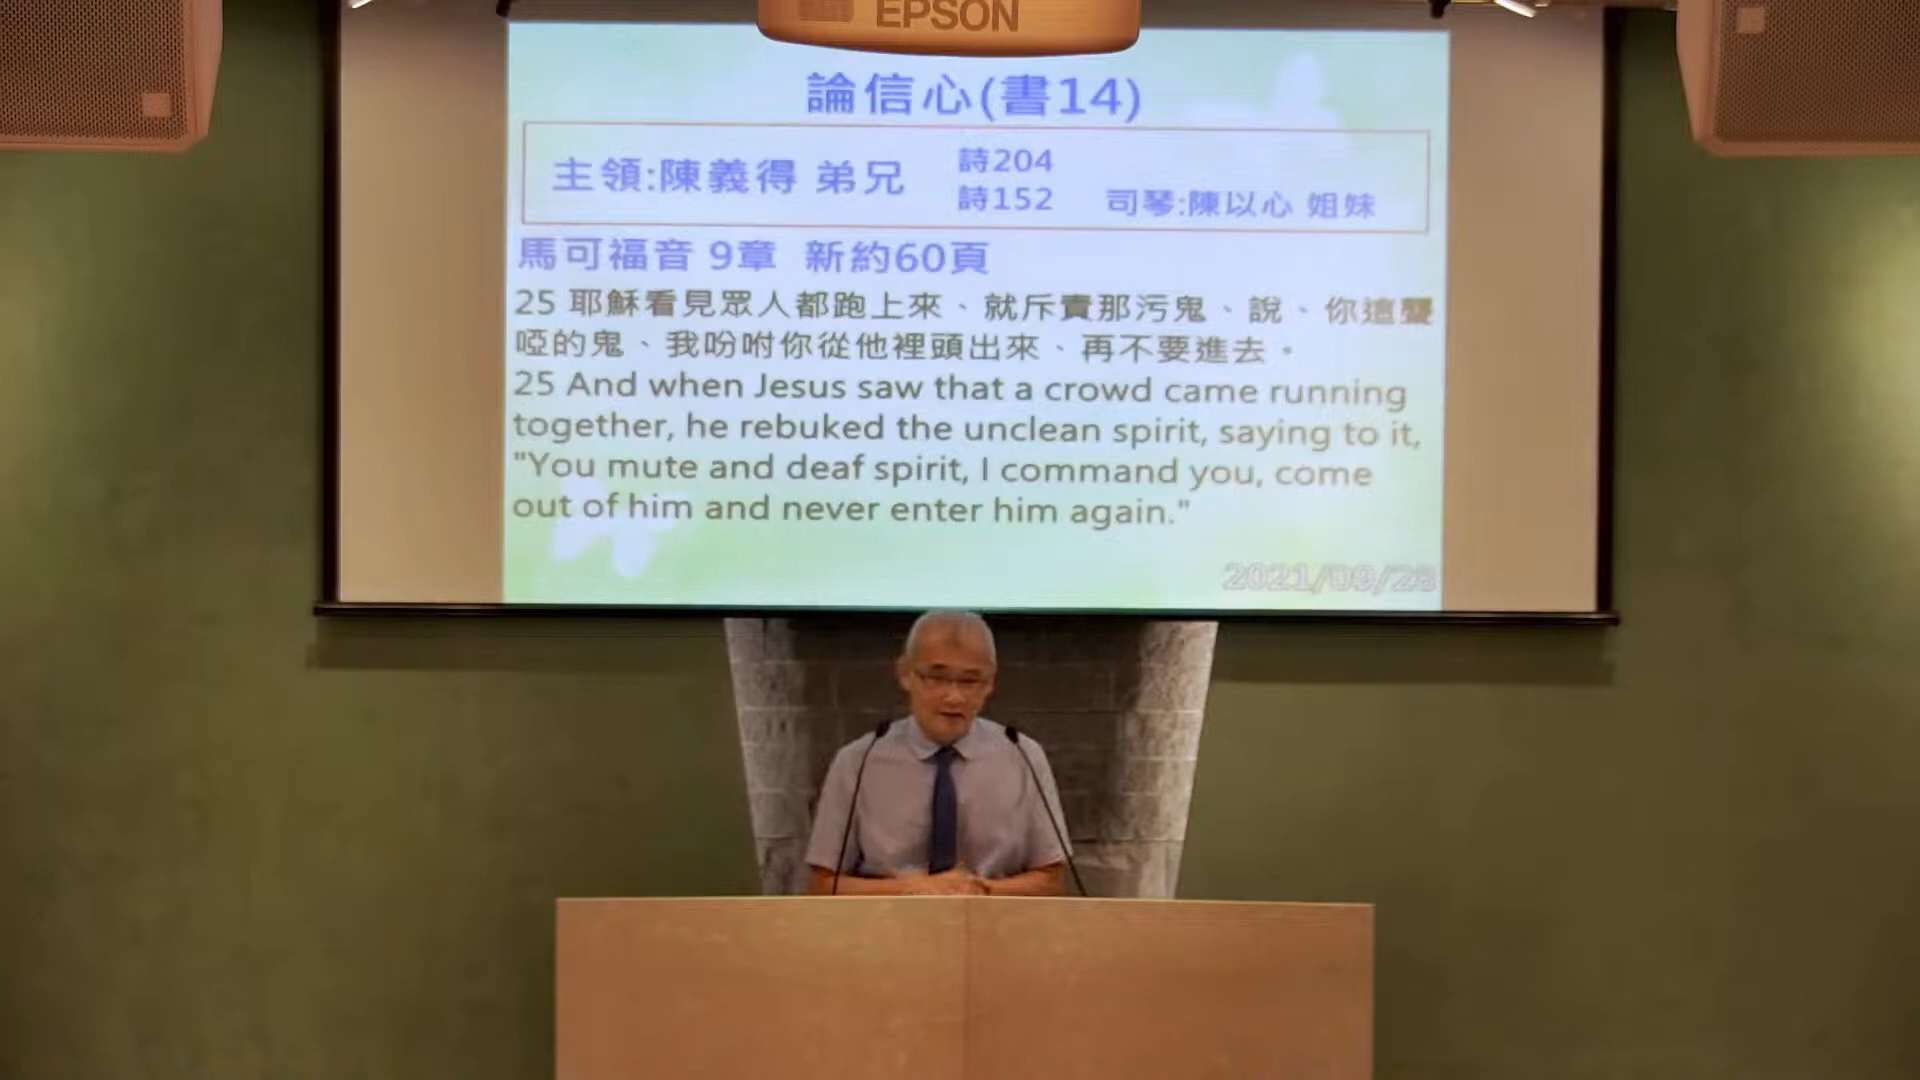 EPSON
論信心(書14)
主領:陳義得 弟兄
詩204
詩152
司琴:陳以心 姐妹
馬可福音 9章 新約60頁
25 耶穌看見眾人都跑上來、就斥責那污鬼、說、你這聾
啞的鬼、我吩咐你從他裡頭出來、再不要進去。
25 And when Jesus saw that a crowd came running
together, he rebuked the unclean spirit, saying to it,
"You mute and deaf spirit, I command you, come
out of him and never enter him again."
2021/09/28